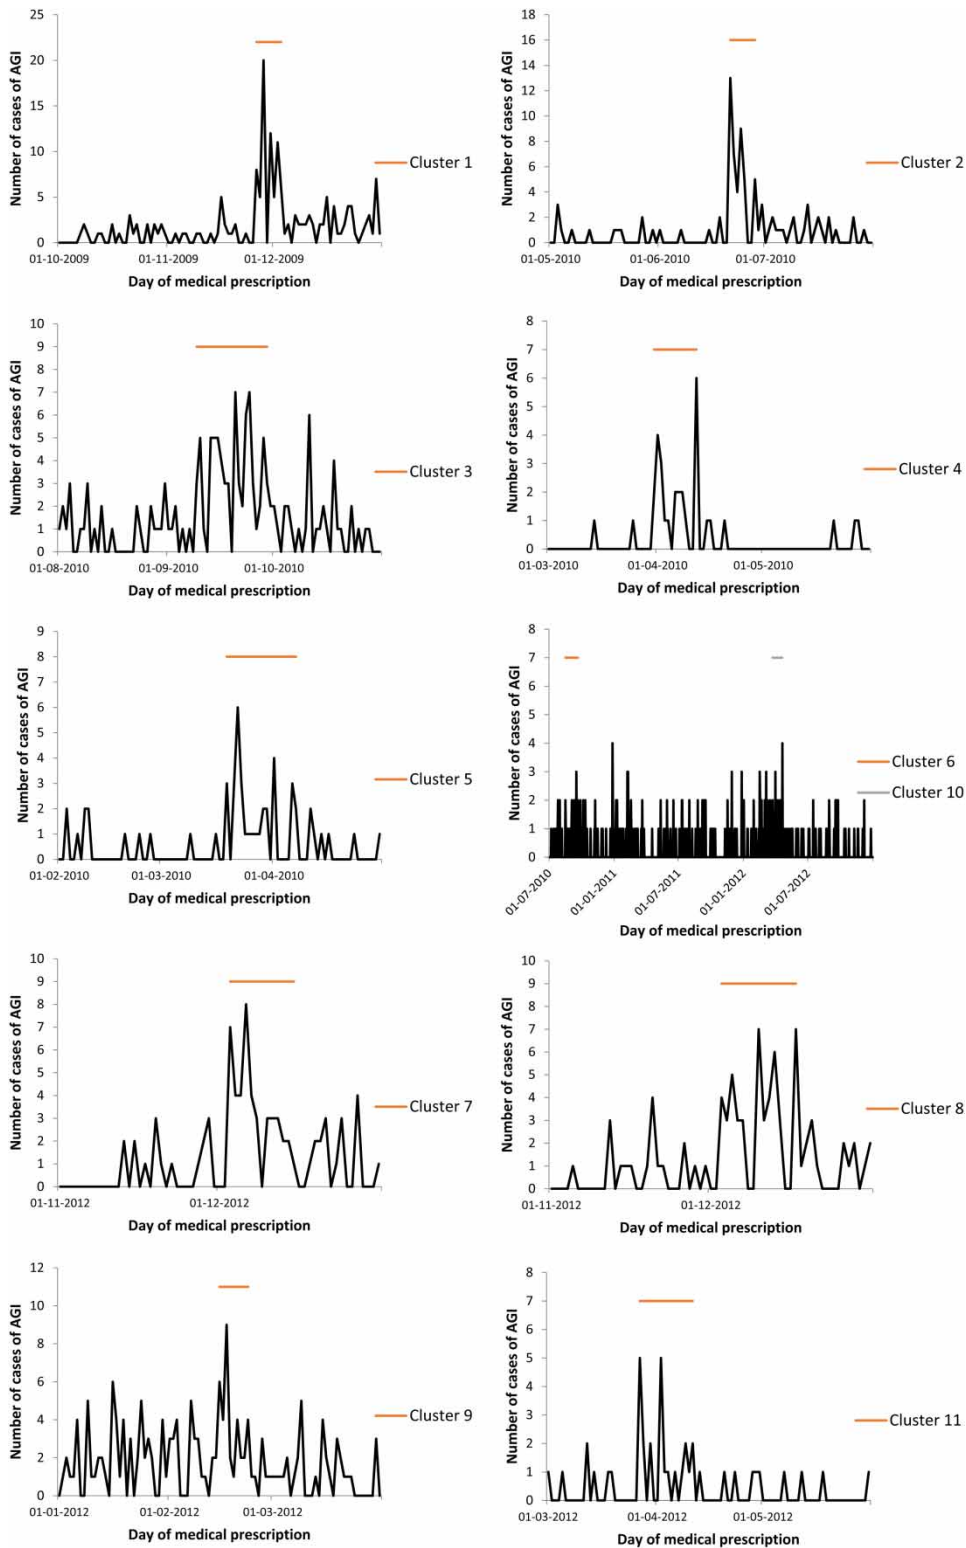 Number of cases of AGI
25
20
15
10
5
0
01-10-2009 01-11-2009 01-12-2009
Day of medical prescription
Cluster 1
Number of cases of AGI
18
16
14
12
10
8
6
4
2
0
01-05-2010 01-06-2010 01-07-2010
Day of medical prescription
Cluster 2
Number of cases of AGI
10
9
8
7
6
5
4
3
2
1
0
01-08-2010 01-09-2010 01-10-2010
Day of medical prescription
Cluster 3
Number of cases of AGI
8
7
6
5
4
3
2
1
0
01-03-2010 01-04-2010 01-05-2010
Day of medical prescription
Cluster 4
Number of cases of AGI
9
8
7
6
5
4
3
2
1
0
01-02-2010 01-03-2010 01-04-2010
Day of medical prescription
Cluster 5
Number of cases of AGI
8
7
6
5
4
3
2
1
0
01-07-2010 01-01-2011 01-07-2011 01-01-2012 01-07-2012
Day of medical prescription
Cluster 6
Cluster 10
Number of cases of AGI
10
9
8
7
6
5
4
3
2
1
0
01-11-2012 01-12-2012
Day of medical prescription
Cluster 7
Number of cases of AGI
10
9
8
7
6
5
4
3
2
1
0
01-11-2012 01-12-2012
Day of medical prescription
Cluster 8
Number of cases of AGI
12
10
8
6
4
2
0
01-01-2012 01-02-2012 01-03-2012
Day of medical prescription
Cluster 9
Number of cases of AGI
8
7
6
5
4
3
2
1
0
01-03-2012 01-04-2012 01-05-2012
Day of medical prescription
Cluster 11